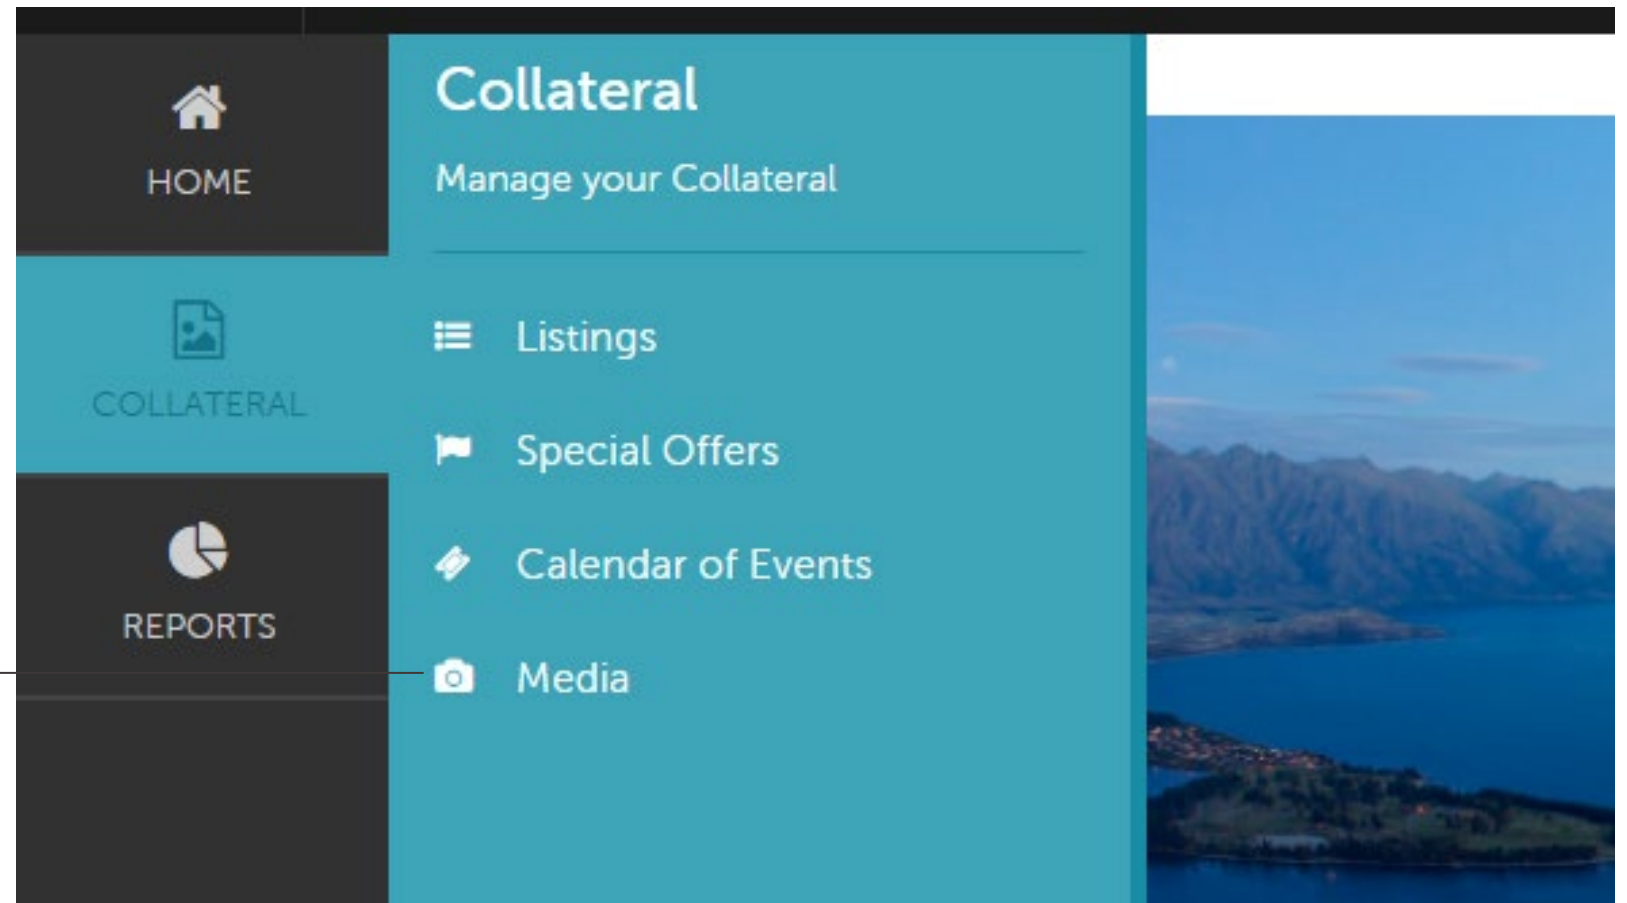 HOME
COLLATERAL
REPORTS
Collateral
Manage your Collateral
Listings
Special Offers
Calendar of Events
Media